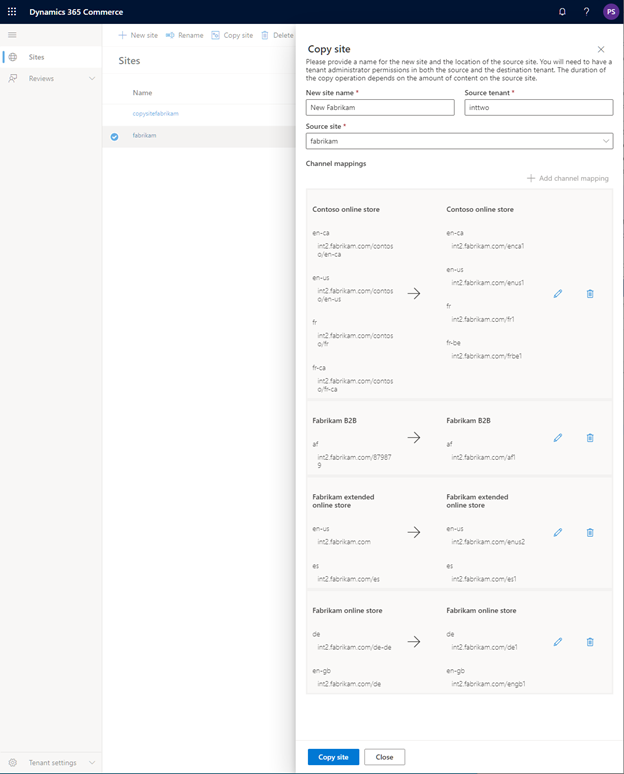 Dynamics 365 Commerce
?
PS
Sites
Reviews
Tenant settings
New site
Rename
Copy site
Delete
Sites
Name
copysitefabrikam
fabrikam
Copy site
Please provide a name for the new site and the location of the source site. You will need to have a
tenant administrator permissions in both the source and the destination tenant. The duration of
the copy operation depends on the amount of content on the source site.
New site name *
Source tenant *
New Fabrikam
inttwo
Source site *
fabrikam
Channel mappings
Add channel mapping
Contoso online store
en-ca
int2.fabrikam.com/contos
o/en-ca
en-us
int2.fabrikam.com/contos
o/en-us
fr
int2.fabrikam.com/contos
o/fr
fr-ca
int2.fabrikam.com/contos
o/fr-ca
Contoso online store
en-ca
int2.fabrikam.com/enca1
en-us
int2.fabrikam.com/enus1
fr
int2.fabrikam.com/fr1
fr-be
int2.fabrikam.com/frbe1
Fabrikam B2B
af
int2.fabrikam.com/87987
9
Fabrikam B2B
af
int2.fabrikam.com/af1
Fabrikam extended
online store
en-us
int2.fabrikam.com
es
int2.fabrikam.com/es
Fabrikam extended
online store
en-us
int2.fabrikam.com/enus2
es
int2.fabrikam.com/es1
Fabrikam online store
de
int2.fabrikam.com/de-de
en-gb
int2.fabrikam.com/de
Fabrikam online store
de
int2.fabrikam.com/de1
en-gb
int2.fabrikam.com/engb1
Copy site
Close